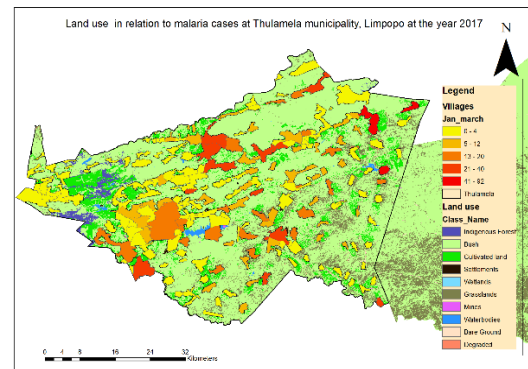 Land use in relation to malaria cases at Thulamela municipality, Limpopo at the year 2017
N
Legend
Villages
Jan_march
0 - 4
5 - 12
13 - 20
21 - 40
41 - 82
Thulamela
Land use
Class_Name
Indigenous Forest
Bush
Cultivated land
Settlements
Wetlands
Grasslands
Mines
Waterbodies
Bare Ground
Degraded
0 4 8 16 24 32
Kilometers